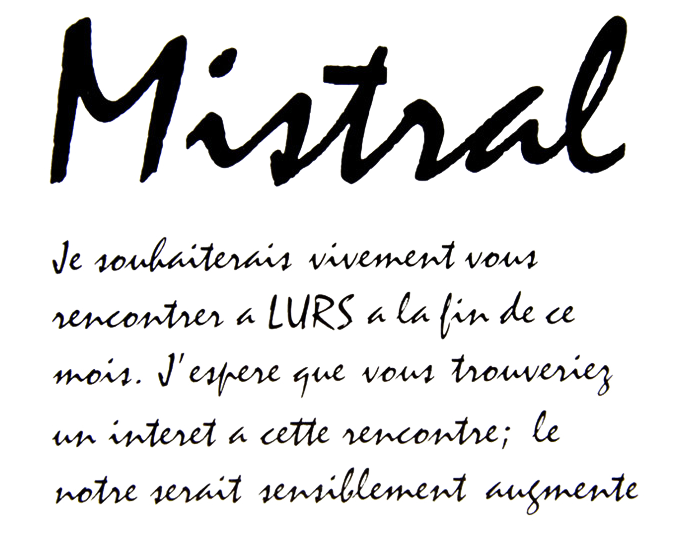 Mistral
Je souhaiterais vivement vous
rencontrer a LURS a la fin de ce
mois. J'espere que vous trouveriez
un interet a cette rencontre; le
notre serait sensiblement augmente